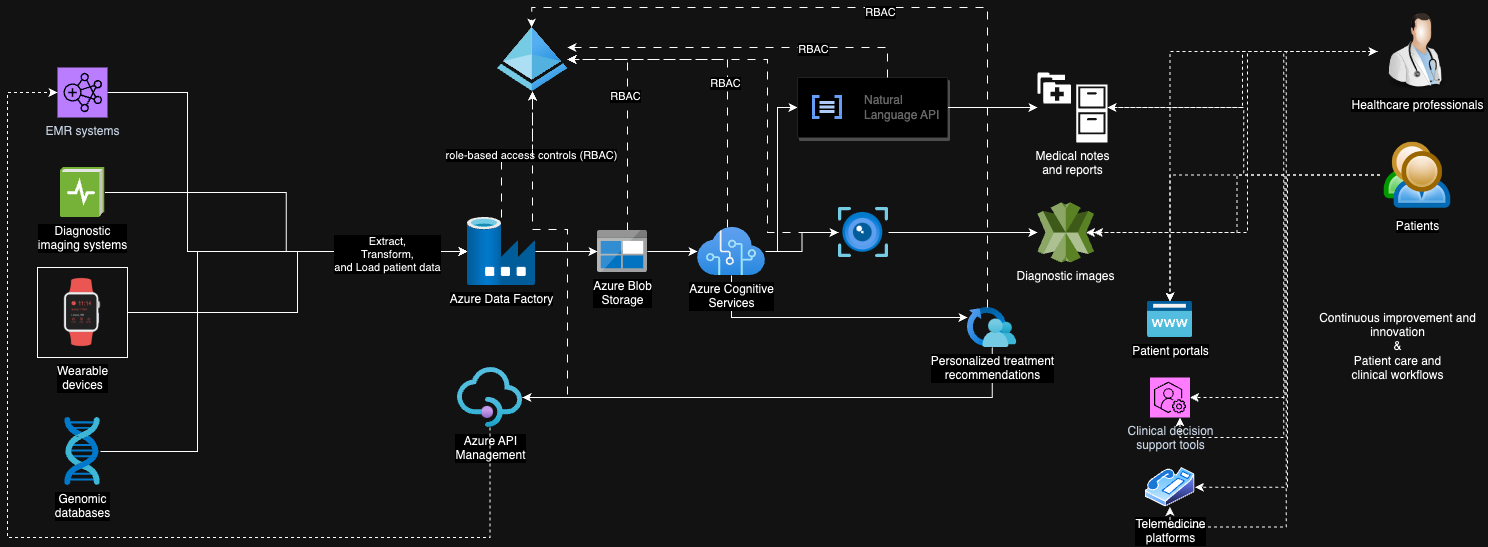 RBAC
RBAC
RBAC
RBAC
EMR systems
Natural
Language API
Healthcare professionals
role-based access controls (RBAC)
Medical notes
and reports
Diagnostic
imaging systems
Patients
Extract,
Transform,
and Load patient data
Azure Data Factory
Azure Blob
Storage
Azure Cognitive
Services
Diagnostic images
11:14
Wearable
devices
www
Patient portals
Personalized treatment
recommendations
Continuous improvement and
innovation
&
Patient care and
clinical workflows
Azure API
Management
Clinical decision
support tools
Genomic
databases
Telemedicine
platforms